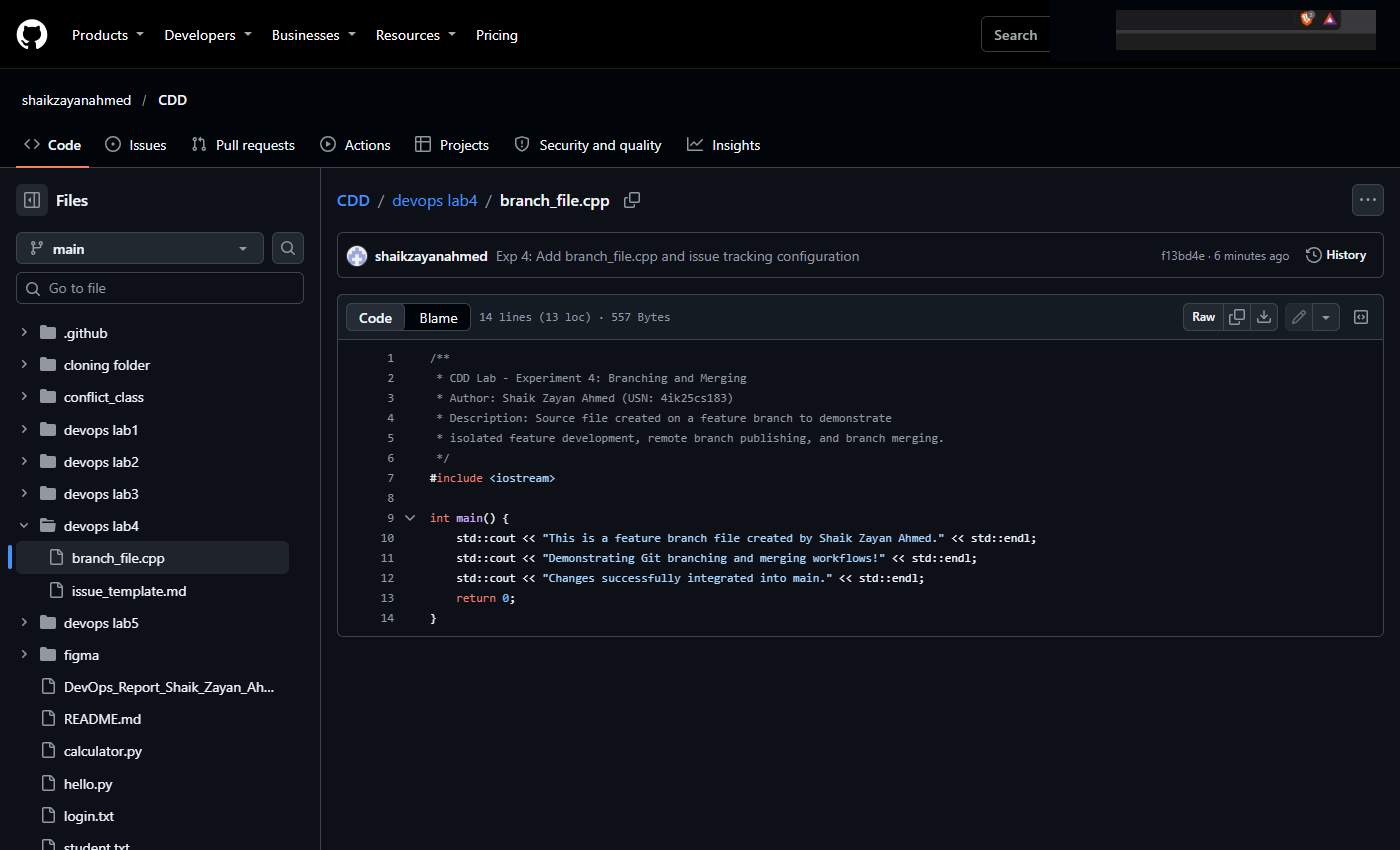 Products Developers Businesses Resources Pricing Search
shaikzayanahmed / CDD
Code Issues Pull requests Actions Projects Security and quality Insights
Files
main
Go to file
.github
cloning folder
conflict_class
devops lab1
devops lab2
devops lab3
devops lab4
branch_file.cpp
issue_template.md
devops lab5
figma
DevOps_Report_Shaik_Zayan_Ah...
README.md
calculator.py
hello.py
login.txt
student.txt
CDD / devops lab4 / branch_file.cpp
shaikzayanahmed Exp 4: Add branch_file.cpp and issue tracking configuration f13bd4e · 6 minutes ago History
Code Blame 14 lines (13 loc) · 557 Bytes Raw
1 /**
2 * CDD Lab - Experiment 4: Branching and Merging
3 * Author: Shaik Zayan Ahmed (USN: 4ik25cs183)
4 * Description: Source file created on a feature branch to demonstrate
5 * isolated feature development, remote branch publishing, and branch merging.
6 */
7 #include <iostream>
8
9 int main() {
10 std::cout << "This is a feature branch file created by Shaik Zayan Ahmed." << std::endl;
11 std::cout << "Demonstrating Git branching and merging workflows!" << std::endl;
12 std::cout << "Changes successfully integrated into main." << std::endl;
13 return 0;
14 }